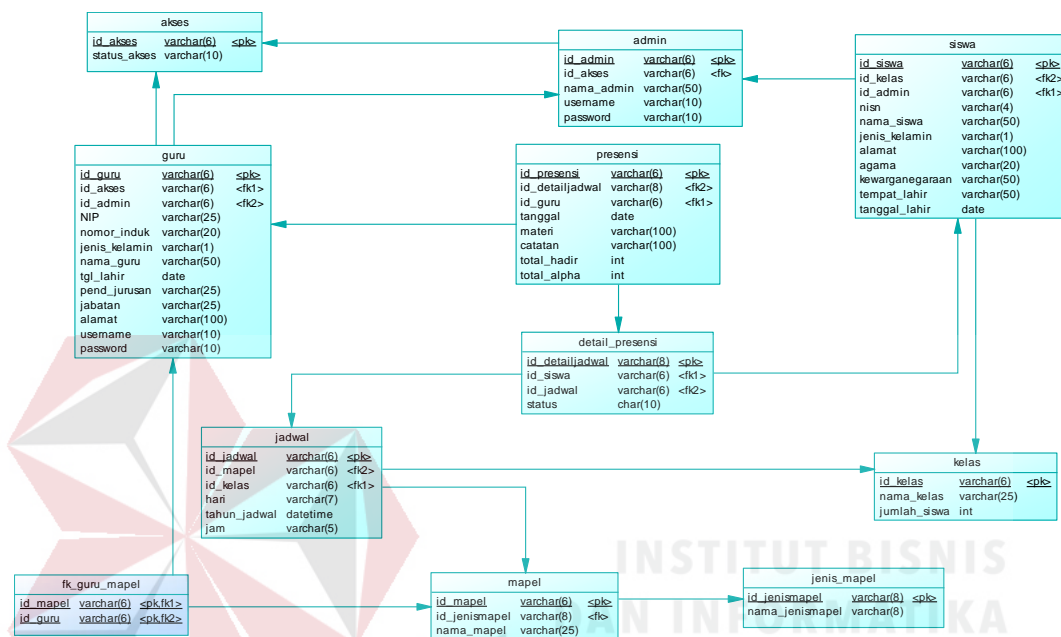 akses
id_akses varchar(6) <pk>
status_akses varchar(10)
admin
id_admin varchar(6) <pk>
id_akses varchar(6) <fk>
nama_admin varchar(50)
username varchar(10)
password varchar(10)
siswa
id_siswa varchar(6) <pk>
id_kelas varchar(6) <fk2>
id_admin varchar(6) <fk1>
nisn varchar(4)
nama_siswa varchar(50)
jenis_kelamin varchar(1)
alamat varchar(100)
agama varchar(20)
kewarganegaraan varchar(50)
tempat_lahir varchar(50)
tanggal_lahir date
guru
id_guru varchar(6) <pk>
id_akses varchar(6) <fk1>
id_admin varchar(6) <fk2>
NIP varchar(25)
nomor_induk varchar(20)
jenis_kelamin varchar(1)
nama_guru varchar(50)
tgl_lahir date
pend_jurusan varchar(25)
jabatan varchar(25)
alamat varchar(100)
username varchar(10)
password varchar(10)
presensi
id_presensi varchar(6) <pk>
id_detailjadwal varchar(8) <fk2>
id_guru varchar(6) <fk1>
tanggal date
materi varchar(100)
catatan varchar(100)
total_hadir int
total_alpha int
detail_presensi
id_detailjadwal varchar(8) <pk>
id_siswa varchar(6) <fk1>
id_jadwal varchar(6) <fk2>
status char(10)
jadwal
id_jadwal varchar(6) <pk>
id_mapel varchar(6) <fk2>
id_kelas varchar(6) <fk1>
hari varchar(7)
tahun_jadwal datetime
jam varchar(5)
kelas
id_kelas varchar(6) <pk>
nama_kelas varchar(25)
jumlah_siswa int
fk_guru_mapel
id_mapel varchar(6) <pk,fk1>
id_guru varchar(6) <pk,fk2>
mapel
id_mapel varchar(6) <pk>
id_jenismapel varchar(8) <fk>
nama_mapel varchar(25)
jenis_mapel
id_jenismapel varchar(8) <pk>
nama_jenismapel varchar(8)
INSTITUT BISNIS
DAN INFORMATIKA